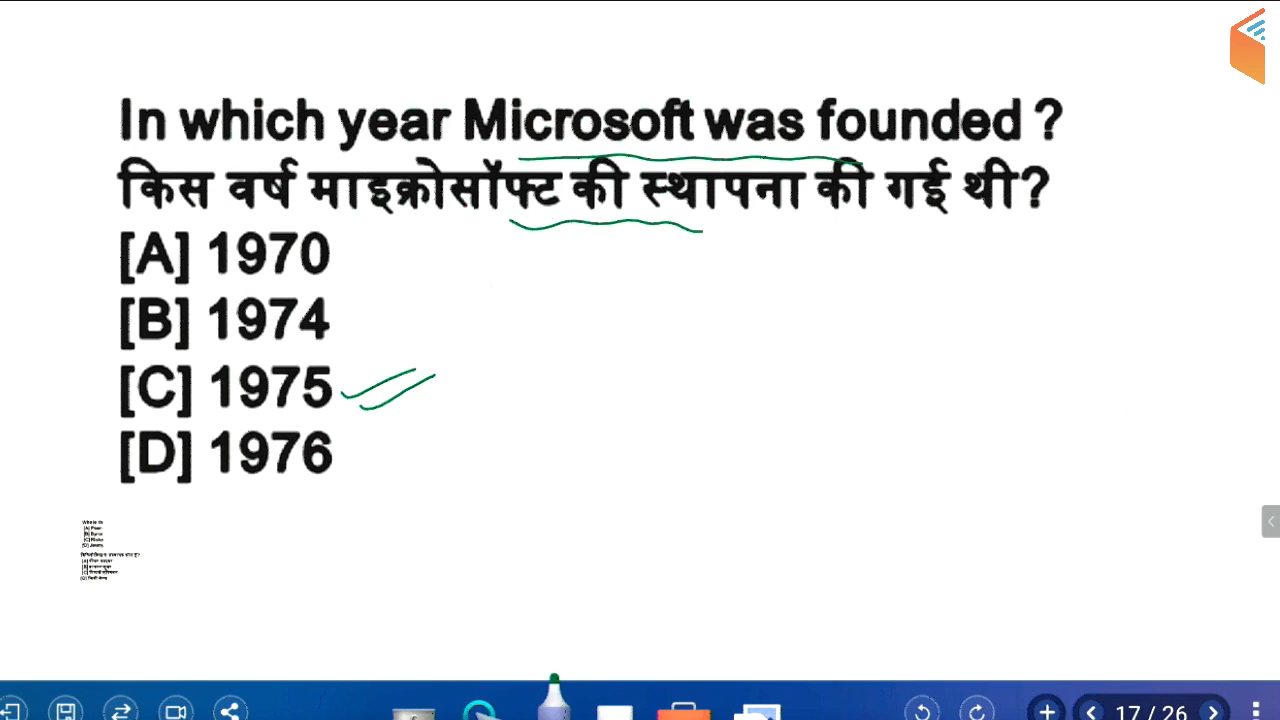 In which year Microsoft was founded ?
किस वर्ष माइक्रोसॉफ्ट की स्थापना की गई थी?
[A] 1970
[B] 1974
[C] 1975
[D] 1976
17 / 26